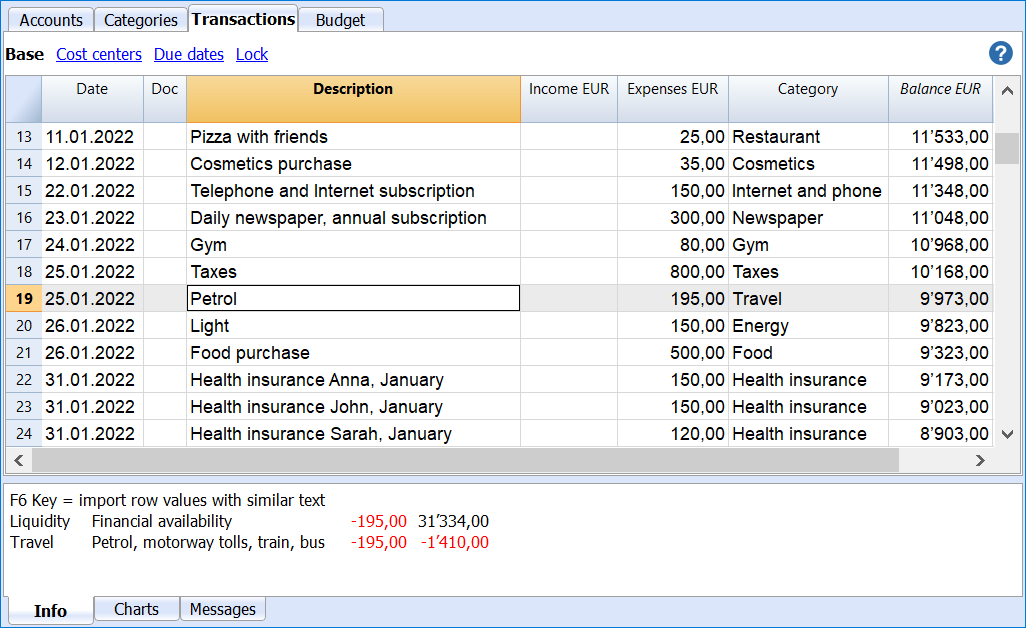 Accounts Categories Transactions Budget
Base Cost centers Due dates Lock ?
Date Doc Description Income EUR Expenses EUR Category Balance EUR
13 11.01.2022 Pizza with friends 25,00 Restaurant 11’533,00
14 12.01.2022 Cosmetics purchase 35,00 Cosmetics 11’498,00
15 22.01.2022 Telephone and Internet subscription 150,00 Internet and phone 11’348,00
16 23.01.2022 Daily newspaper, annual subscription 300,00 Newspaper 11’048,00
17 24.01.2022 Gym 80,00 Gym 10’968,00
18 25.01.2022 Taxes 800,00 Taxes 10’168,00
19 25.01.2022 Petrol 195,00 Travel 9’973,00
20 26.01.2022 Light 150,00 Energy 9’823,00
21 26.01.2022 Food purchase 500,00 Food 9’323,00
22 31.01.2022 Health insurance Anna, January 150,00 Health insurance 9’173,00
23 31.01.2022 Health insurance John, January 150,00 Health insurance 9’023,00
24 31.01.2022 Health insurance Sarah, January 120,00 Health insurance 8’903,00
F6 Key = import row values with similar text
Liquidity Financial availability -195,00 31’334,00
Travel Petrol, motorway tolls, train, bus -195,00 -1’410,00
Info Charts Messages